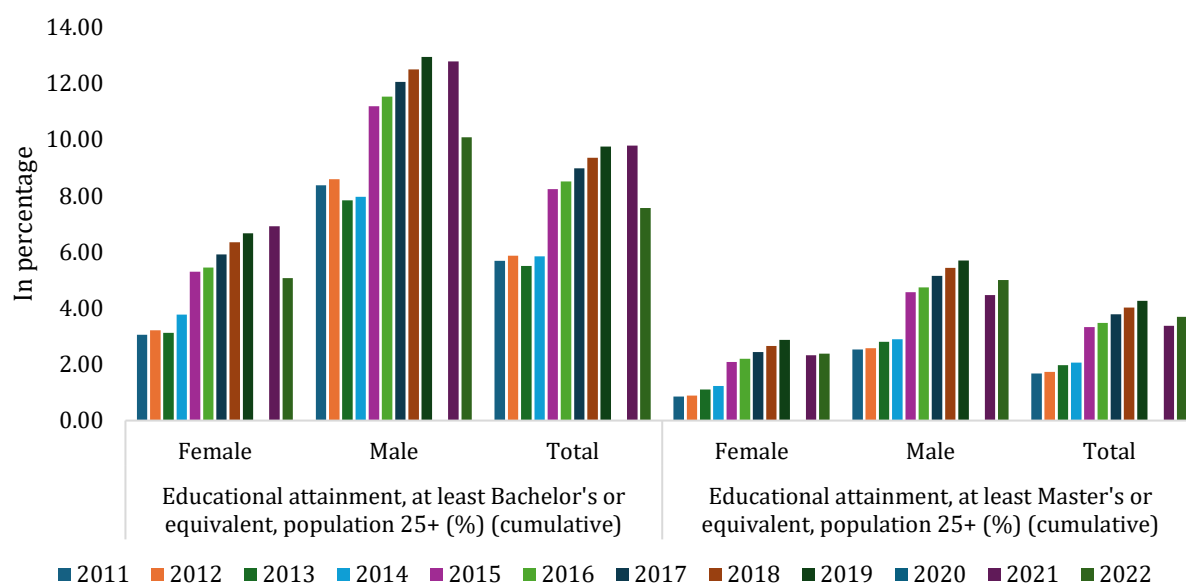 14.00
12.00
10.00
8.00
6.00
4.00
2.00
0.00
In percentage
Female Male Total Female Male Total
Educational attainment, at least Bachelor's or
equivalent, population 25+ (%) (cumulative)
Educational attainment, at least Master's or
equivalent, population 25+ (%) (cumulative)
2011 2012 2013 2014 2015 2016 2017 2018 2019 2020 2021 2022